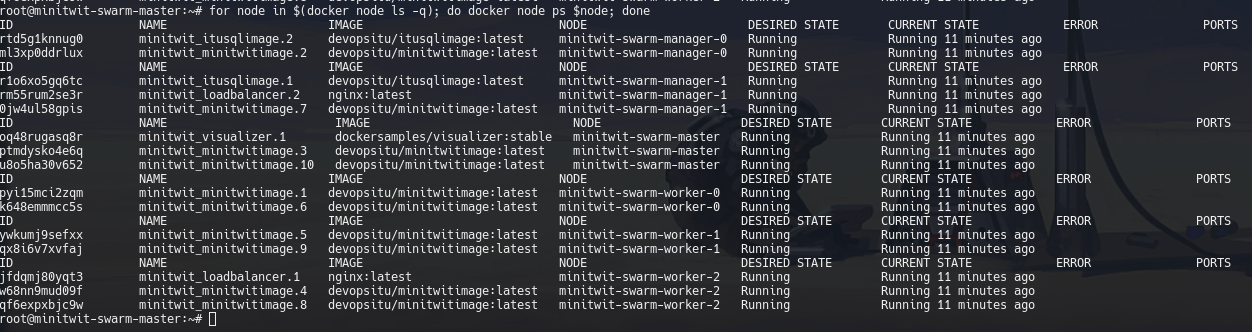 root@minitwit-swarm-master:~# for node in $(docker node ls -q); do docker node ps $node; done
ID NAME IMAGE NODE DESIRED STATE CURRENT STATE ERROR PORTS
rtd5g1knnug0 minitwit_itusqlimage.2 devopsitu/itusqlimage:latest minitwit-swarm-manager-0 Running Running 11 minutes ago
ml3xp0ddrlux minitwit_minitwitimage.2 devopsitu/minitwitimage:latest minitwit-swarm-manager-0 Running Running 11 minutes ago
ID NAME IMAGE NODE DESIRED STATE CURRENT STATE ERROR PORTS
r1o6xo5gq6tc minitwit_itusqlimage.1 devopsitu/itusqlimage:latest minitwit-swarm-manager-1 Running Running 11 minutes ago
rm55rum2se3r minitwit_loadbalancer.2 nginx:latest minitwit-swarm-manager-1 Running Running 11 minutes ago
0jw4ul58gpis minitwit_minitwitimage.7 devopsitu/minitwitimage:latest minitwit-swarm-manager-1 Running Running 11 minutes ago
ID NAME IMAGE NODE DESIRED STATE CURRENT STATE ERROR PORTS
oq48rugasq8r minitwit_visualizer.1 dockersamples/visualizer:stable minitwit-swarm-master Running Running 11 minutes ago
ptmdysko4e6q minitwit_minitwitimage.3 devopsitu/minitwitimage:latest minitwit-swarm-master Running Running 11 minutes ago
u8o5ha30v652 minitwit_minitwitimage.10 devopsitu/minitwitimage:latest minitwit-swarm-master Running Running 11 minutes ago
ID NAME IMAGE NODE DESIRED STATE CURRENT STATE ERROR PORTS
pyi15mci2zqm minitwit_minitwitimage.1 devopsitu/minitwitimage:latest minitwit-swarm-worker-0 Running Running 11 minutes ago
k648emmmcc5s minitwit_minitwitimage.6 devopsitu/minitwitimage:latest minitwit-swarm-worker-0 Running Running 11 minutes ago
ID NAME IMAGE NODE DESIRED STATE CURRENT STATE ERROR PORTS
ywkumj9sefxx minitwit_minitwitimage.5 devopsitu/minitwitimage:latest minitwit-swarm-worker-1 Running Running 11 minutes ago
qx8i6v7xvfaj minitwit_minitwitimage.9 devopsitu/minitwitimage:latest minitwit-swarm-worker-1 Running Running 11 minutes ago
ID NAME IMAGE NODE DESIRED STATE CURRENT STATE ERROR PORTS
jfdqmj80yqt3 minitwit_loadbalancer.1 nginx:latest minitwit-swarm-worker-2 Running Running 11 minutes ago
w68nn9mud09f minitwit_minitwitimage.4 devopsitu/minitwitimage:latest minitwit-swarm-worker-2 Running Running 11 minutes ago
qf6expxbjc9w minitwit_minitwitimage.8 devopsitu/minitwitimage:latest minitwit-swarm-worker-2 Running Running 11 minutes ago
root@minitwit-swarm-master:~#